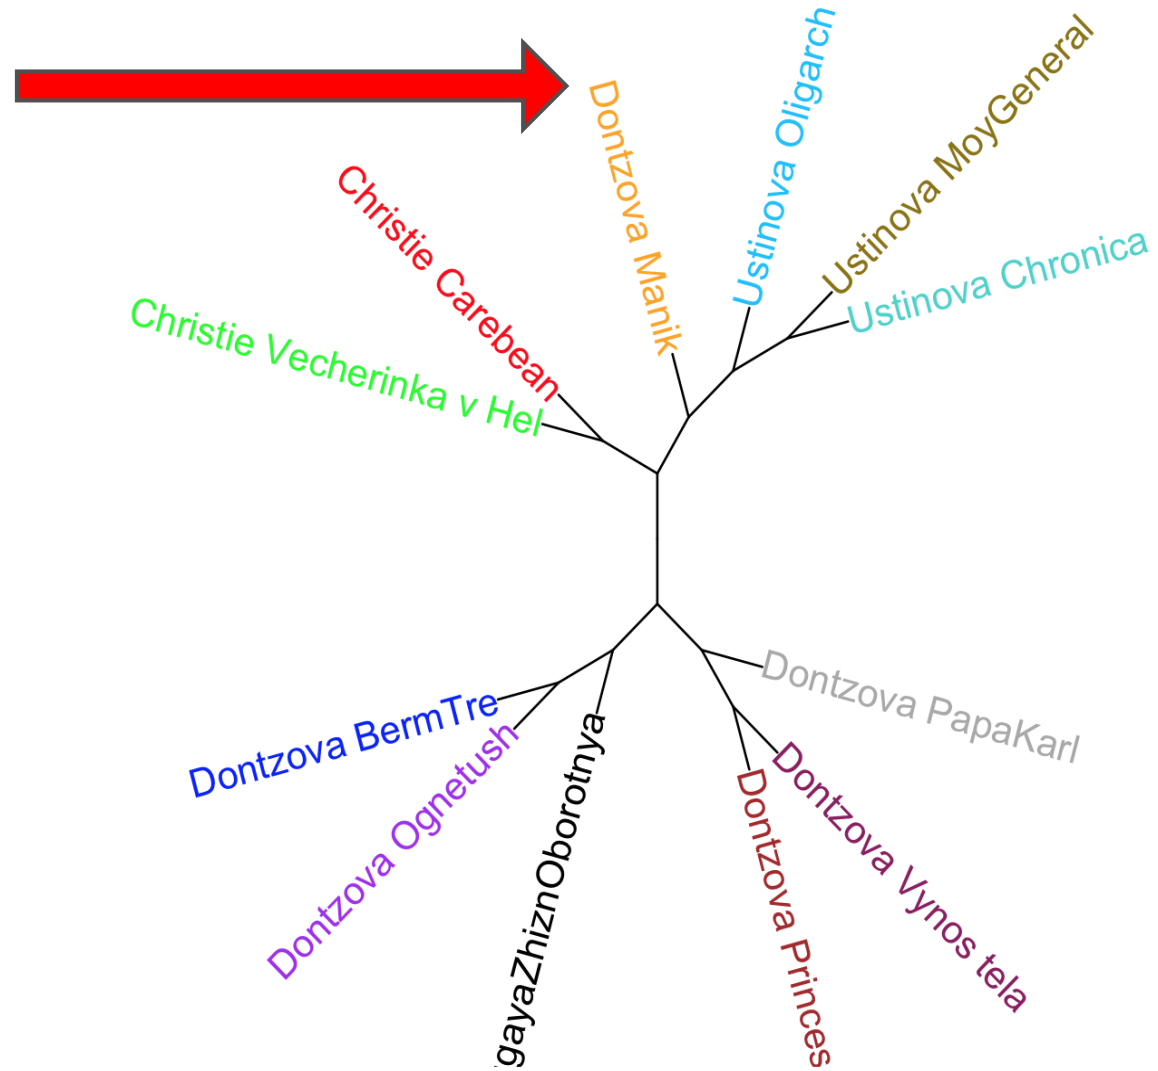 Ustinova Oligarch
Ustinova MoyGeneral
Dontzova Manik
Christie Carebean
Ustinova Chronica
Christie Vecherinka v Hel
Dontzova PapaKarl
Dontzova BermTre
Dontzova Ognetush
gayaZhiznOborotnya
Dontzova Vynos tela
Dontzova Princes